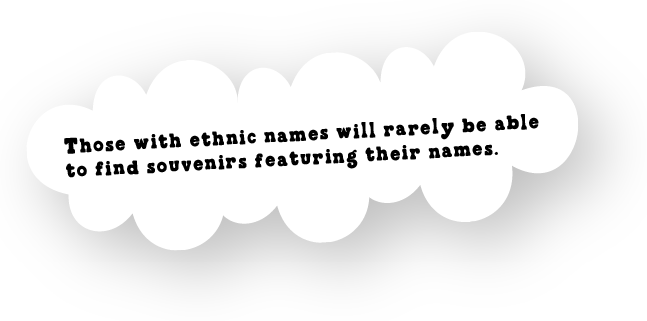 Those with ethnic names will rarely be able
to find souvenirs featuring their names.